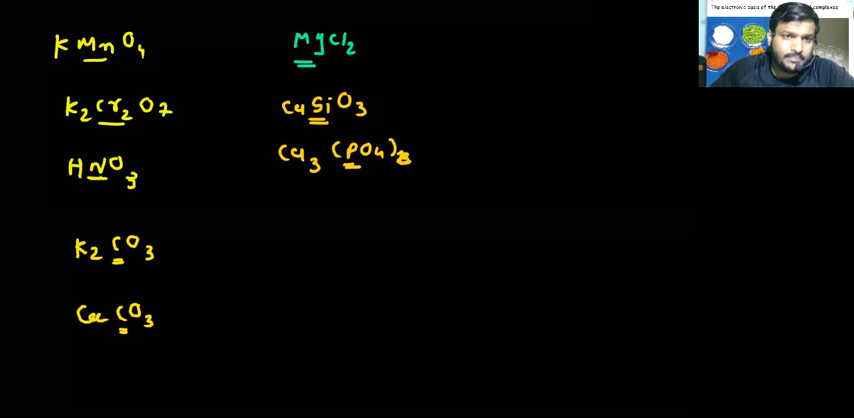 The electronic basis of the complexes
KMnO4
MgCl2
K2Cr2O7
CaSiO3
HNO3
Ca3(PO4)2
K2CO3
CaCO3